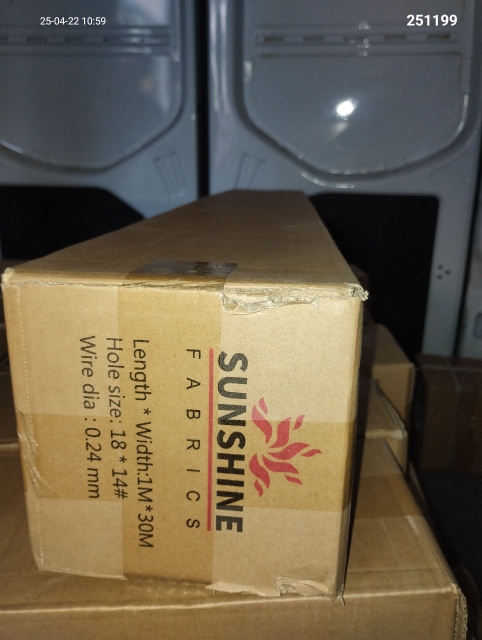 25-04-22 10:59
251199
SUNSHINE
FABRICS
Length * Width:1M*30M
Hole size: 18 * 14#
Wire dia : 0.24 mm